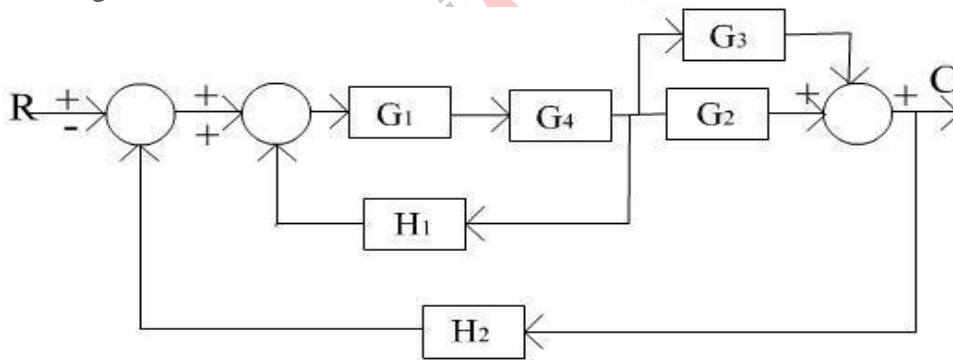 G₃
R + - + + G₁ G₄ G₂ + + C
H₁
H₂